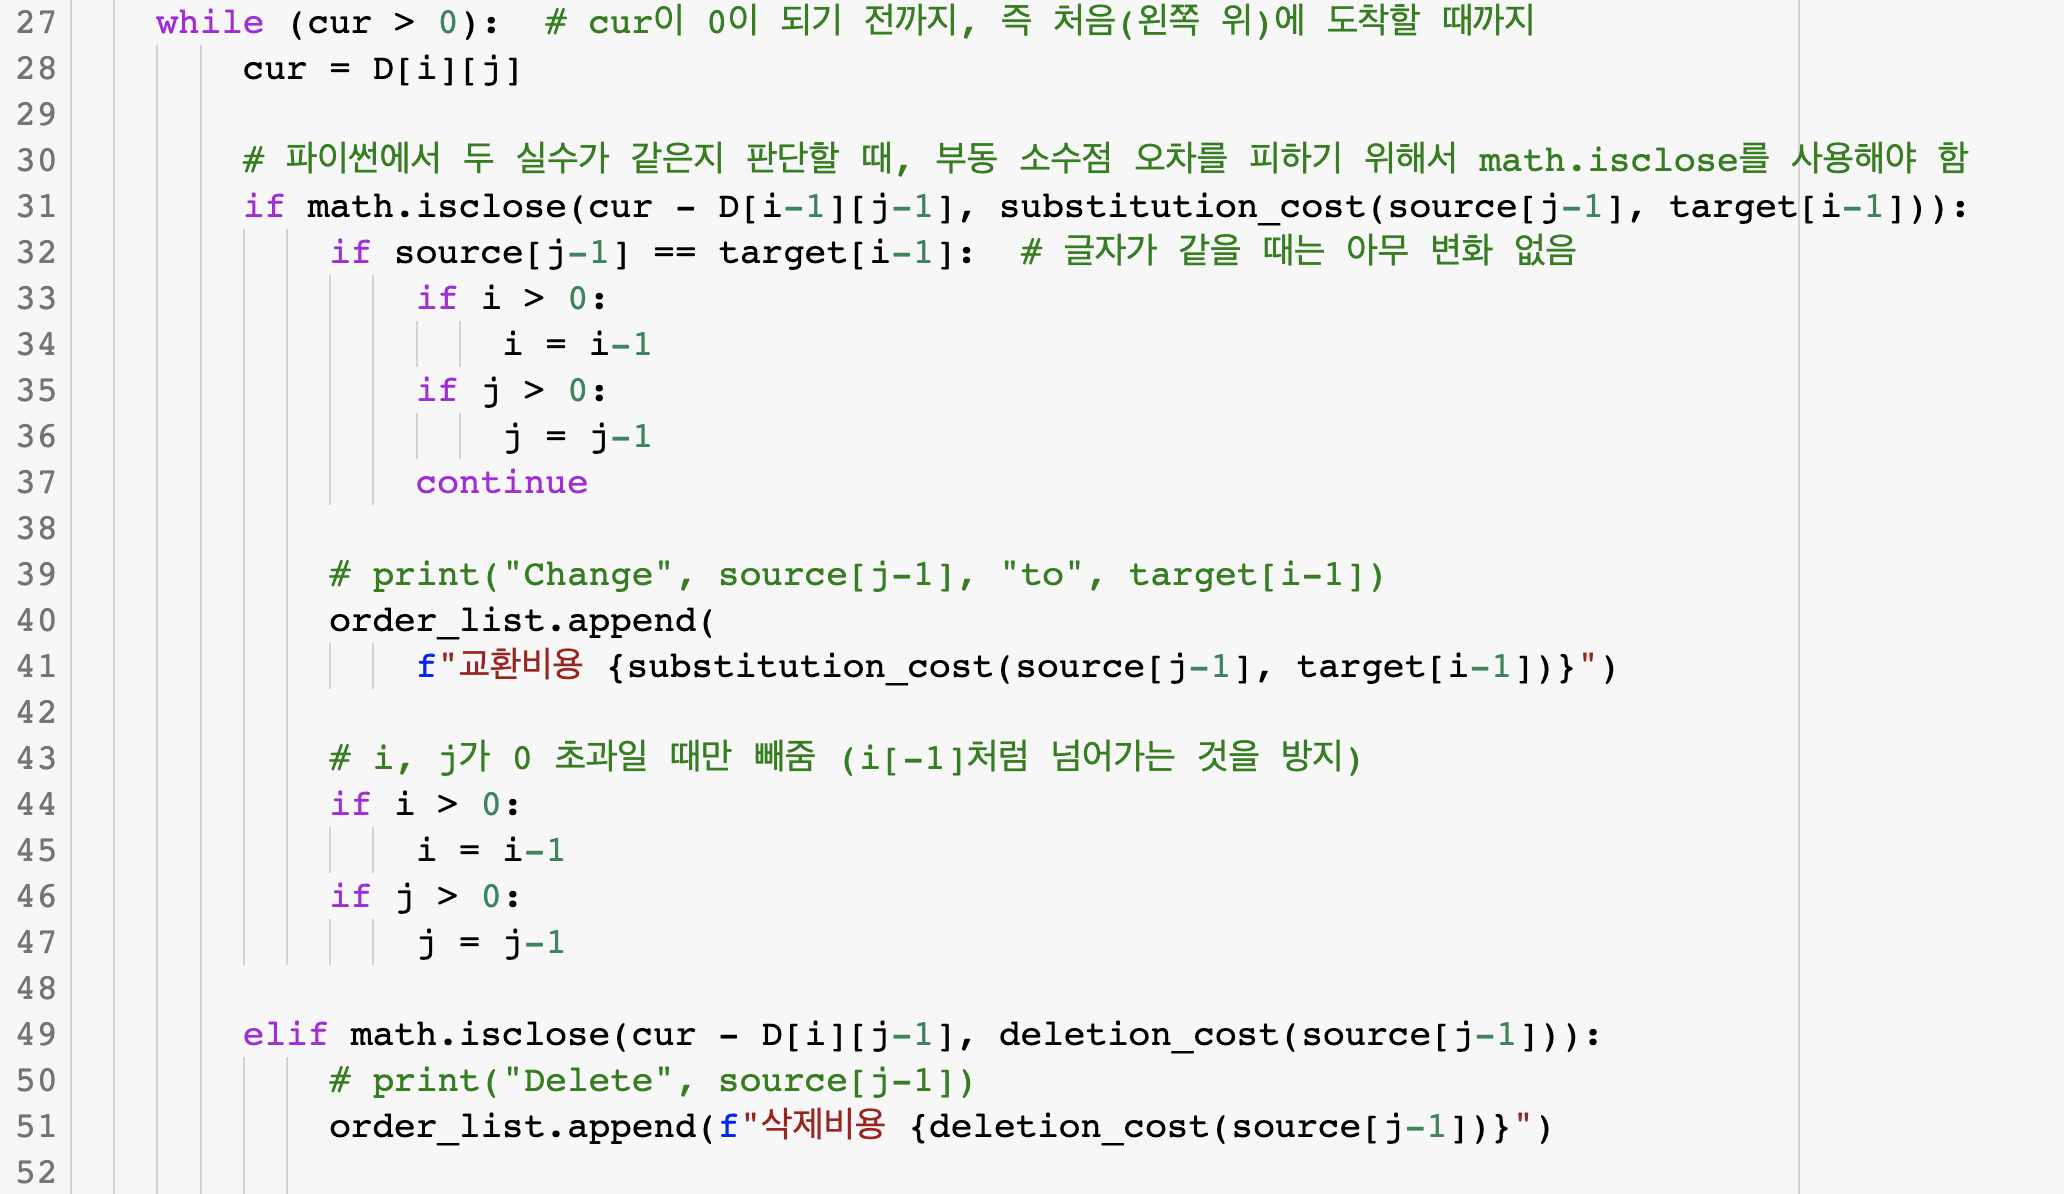 27 while (cur > 0):  # cur이 0이 되기 전까지, 즉 처음(왼쪽 위)에 도착할 때까지
28 cur = D[i][j]
29
30 # 파이썬에서 두 실수가 같은지 판단할 때, 부동 소수점 오차를 피하기 위해서 math.isclose를 사용해야 함
31 if math.isclose(cur - D[i-1][j-1], substitution_cost(source[j-1], target[i-1])):
32 if source[j-1] == target[i-1]:  # 글자가 같을 때는 아무 변화 없음
33 if i > 0:
34 i = i-1
35 if j > 0:
36 j = j-1
37 continue
38
39 # print("Change", source[j-1], "to", target[i-1])
40 order_list.append(
41 f"교환비용 {substitution_cost(source[j-1], target[i-1])}")
42
43 # i, j가 0 초과일 때만 빼줌 (i[-1]처럼 넘어가는 것을 방지)
44 if i > 0:
45 i = i-1
46 if j > 0:
47 j = j-1
48
49 elif math.isclose(cur - D[i][j-1], deletion_cost(source[j-1])):
50 # print("Delete", source[j-1])
51 order_list.append(f"삭제비용 {deletion_cost(source[j-1])}")
52